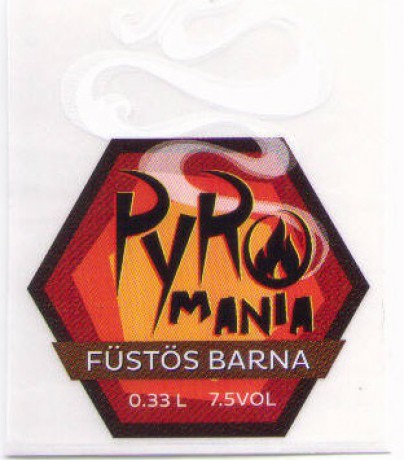 PYRO
MANIA
FÜSTÖS BARNA
0.33 L 7.5VOL